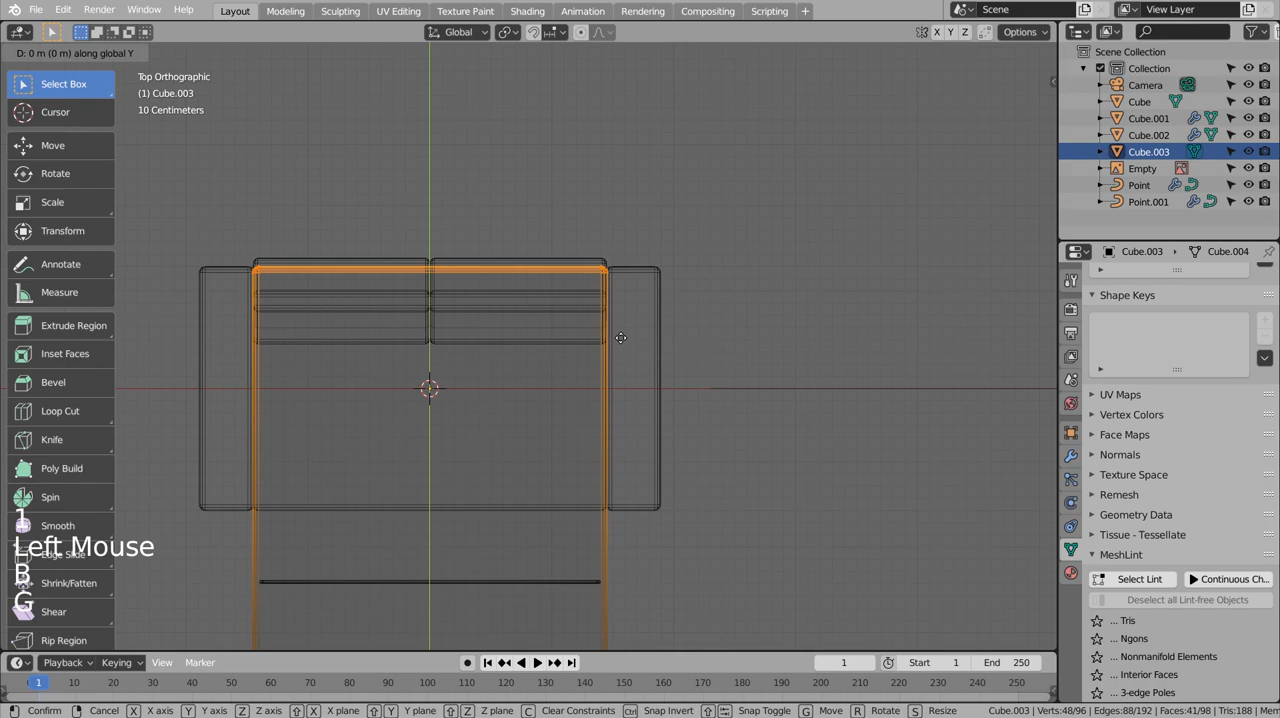 File Edit Render Window Help
Layout Modeling Sculpting UV Editing Texture Paint Shading Animation Rendering Compositing Scripting +
Scene
View Layer
Global
X Y Z
Options
D: 0 m (0 m) along global Y
Top Orthographic
(1) Cube.003
10 Centimeters
Select Box
Cursor
Move
Rotate
Scale
Transform
Annotate
Measure
Extrude Region
Inset Faces
Bevel
Loop Cut
Knife
Poly Build
Spin
Smooth
Edge Slide
Shrink/Fatten
Shear
Rip Region
1
Left Mouse
B
G
Scene Collection
Collection
Camera
Cube
Cube.001
Cube.002
Cube.003
Empty
Point
Point.001
Cube.003
Cube.004
Shape Keys
UV Maps
Vertex Colors
Face Maps
Normals
Texture Space
Remesh
Geometry Data
Tissue - Tessellate
MeshLint
Select Lint
Continuous Ch...
Deselect all Lint-free Objects
... Tris
... Ngons
... Nonmanifold Elements
... Interior Faces
... 3-edge Poles
Playback Keying View Marker
1
Start 1
End 250
1 10 20 30 40 50 60 70 80 90 100 110 120 130 140 150 160 170 180 190 200 210 220 230 240 250
Confirm Cancel X X axis Y Y axis Z Z axis X X plane Y Y plane Z Z plane C Clear Constraints Ctrl Snap Invert Snap Toggle G Move R Rotate S Resize
Cube.003 | Verts:48/96 | Edges:88/192 | Faces:41/98 | Tris:188 | Mem